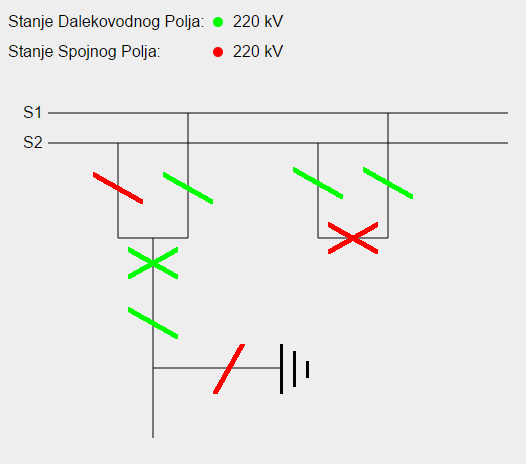 Stanje Dalekovodnog Polja: 220 kV
Stanje Spojnog Polja: 220 kV
S1
S2